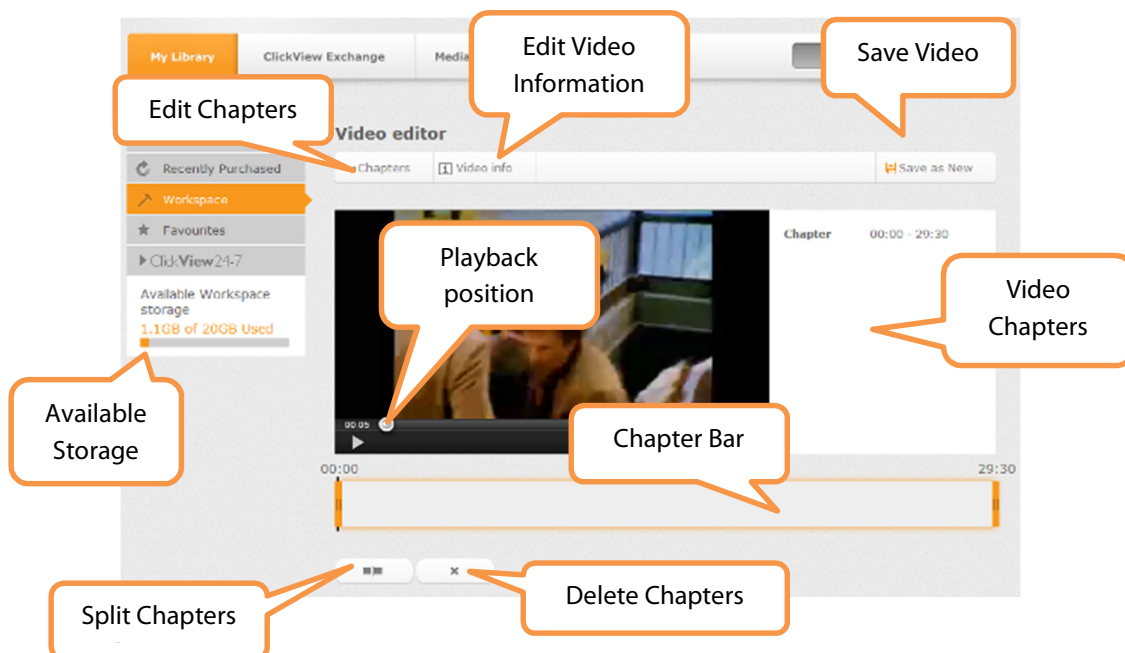 My Library
ClickView Exchange
Media
Edit Video
Information
Save Video
Edit Chapters
Video editor
Chapters
Video info
Save as New
Recently Purchased
Workspace
Favourites
ClickView24-7
Available Workspace
storage
1.1GB of 20GB Used
Playback
position
Chapter 00:00 - 29:30
Video
Chapters
Available
Storage
00:05
Chapter Bar
00:00
29:30
Split Chapters
Delete Chapters